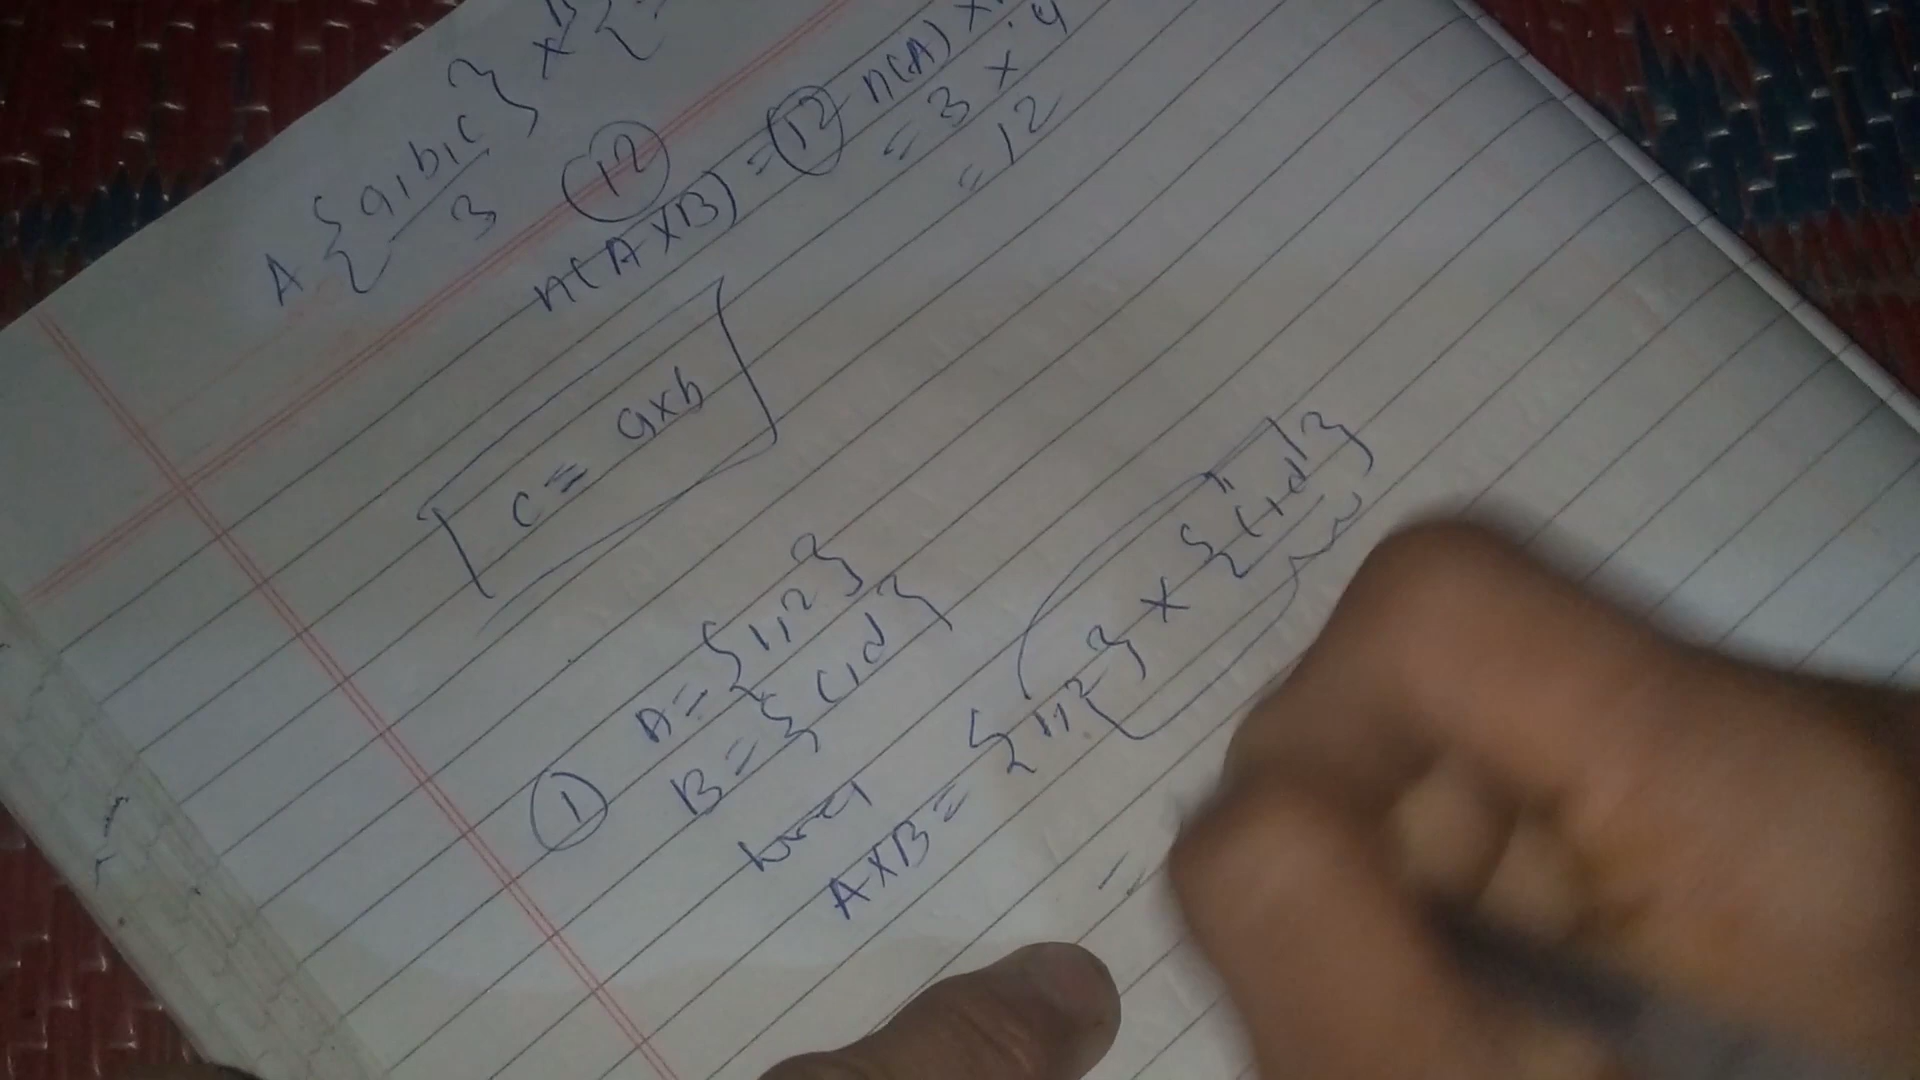 A {a,b,c} × B {
3 12
n(A×B) = 12 = n(A) ×
= 3 × 4
= 12
c = a×b
1 A = {1,2}
B = {c,d}
A×B = {1,2} × {c,d}
=